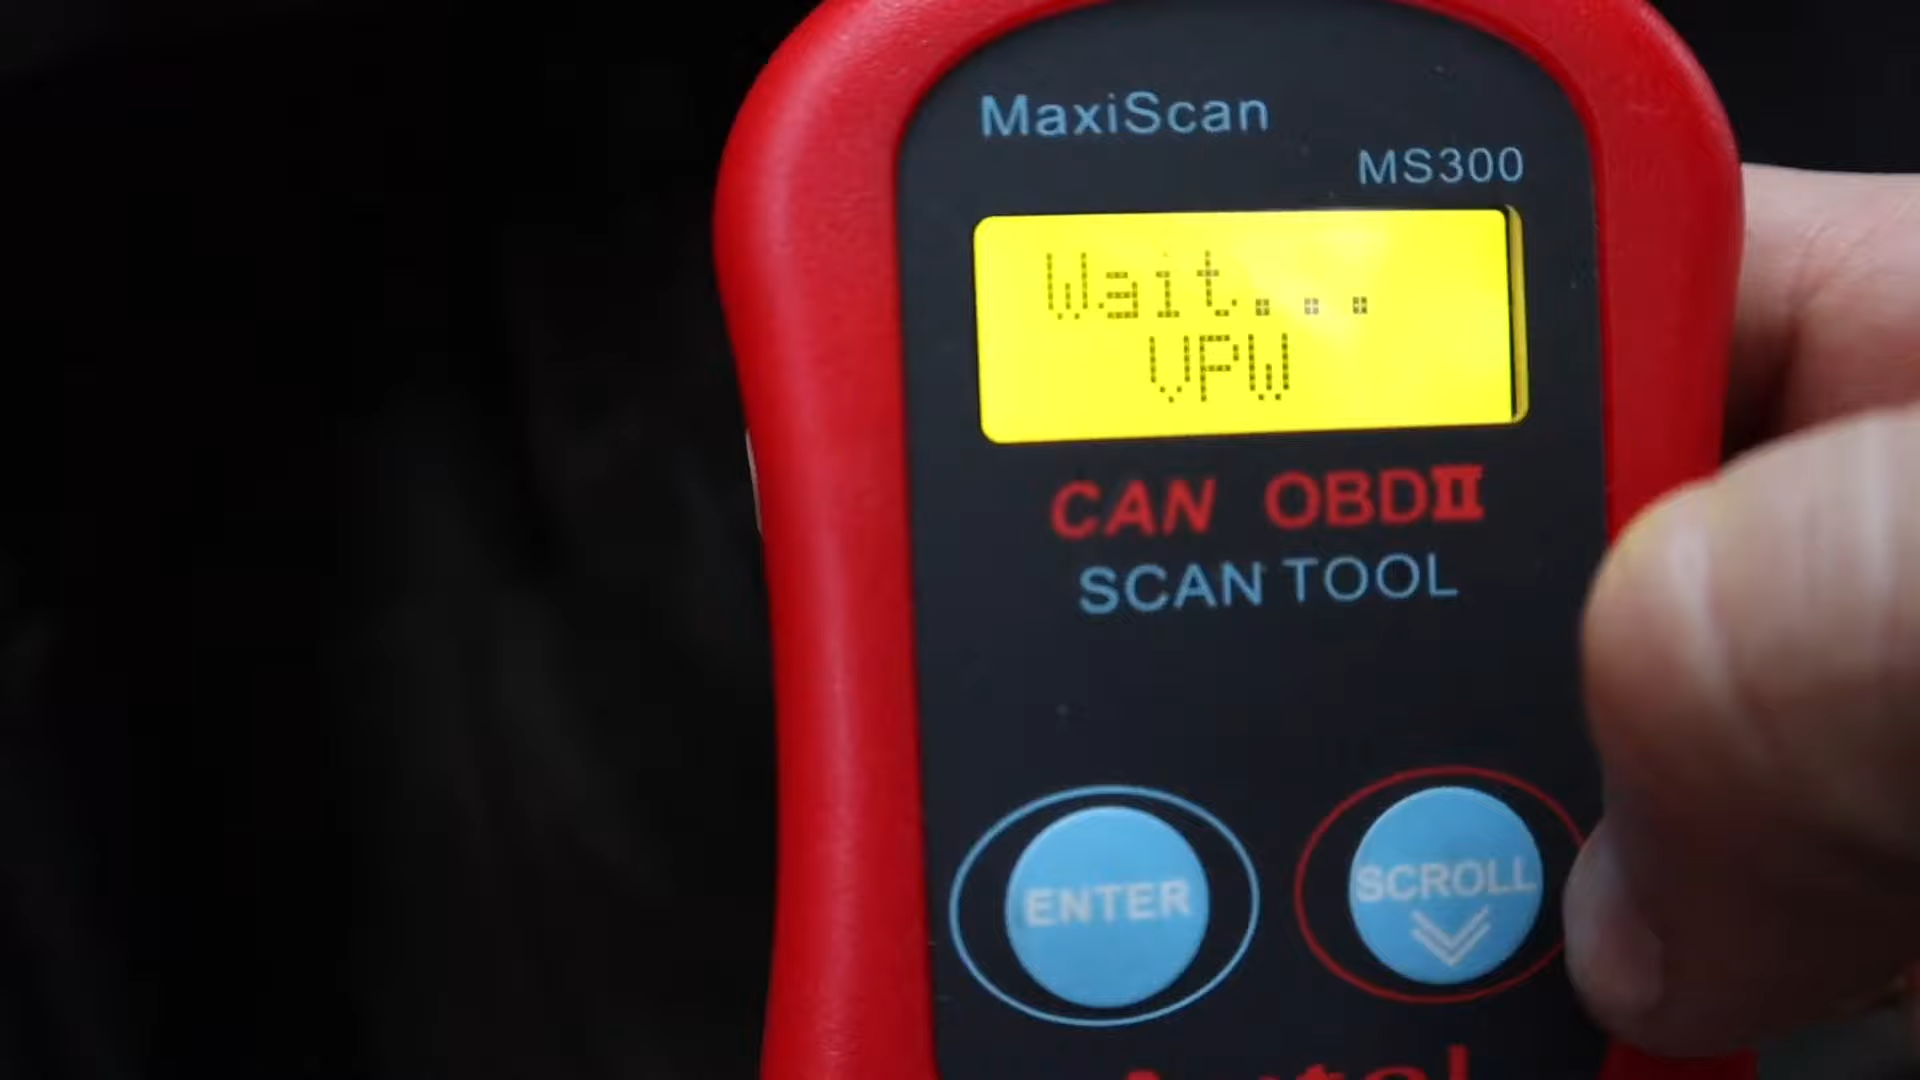 MaxiScan
MS300
Wait...
VPW
CAN OBDII
SCAN TOOL
ENTER
SCROLL